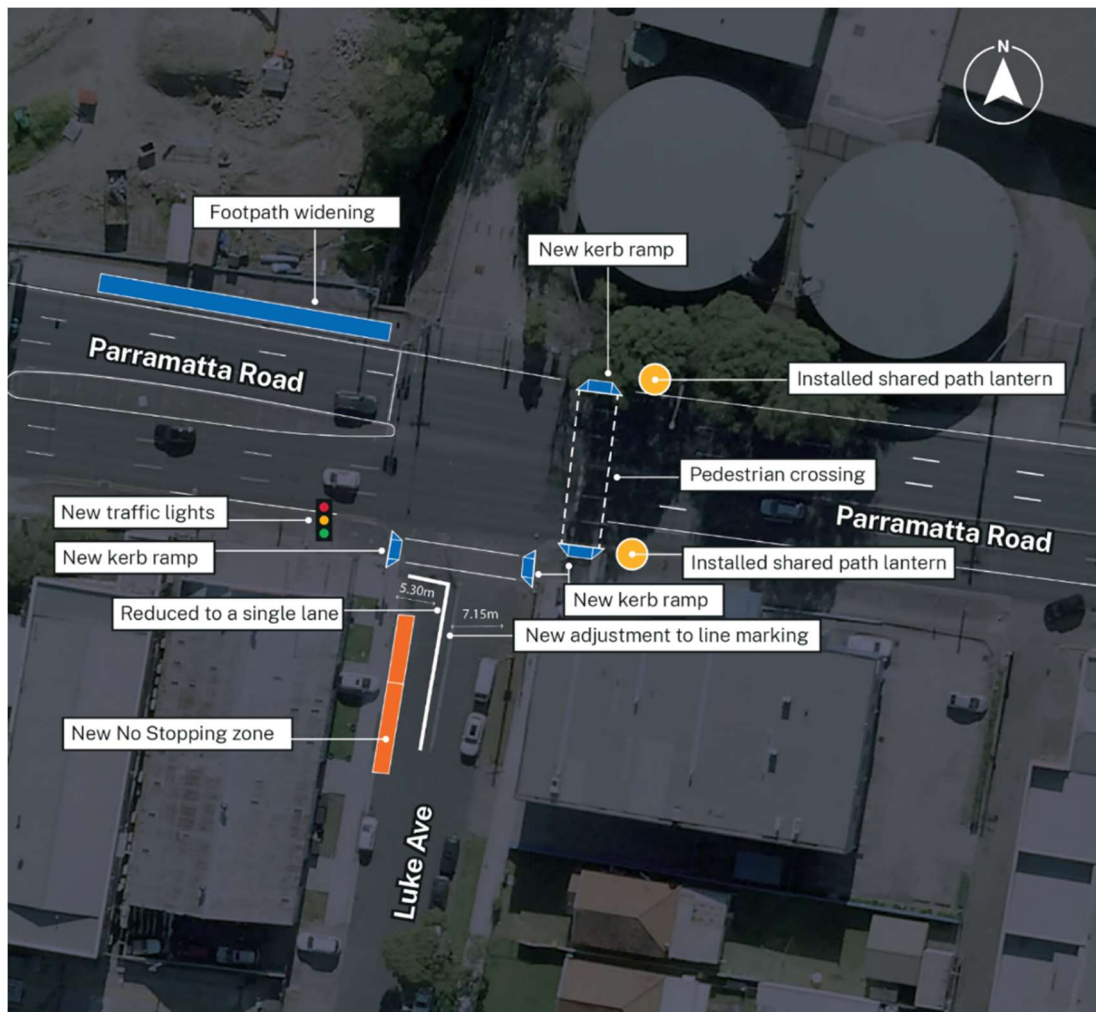 N
Footpath widening
New kerb ramp
Parramatta Road
Installed shared path lantern
Pedestrian crossing
New traffic lights
Parramatta Road
New kerb ramp
Installed shared path lantern
5.30m
New kerb ramp
Reduced to a single lane
7.15m
New adjustment to line marking
New No Stopping zone
Luke Ave